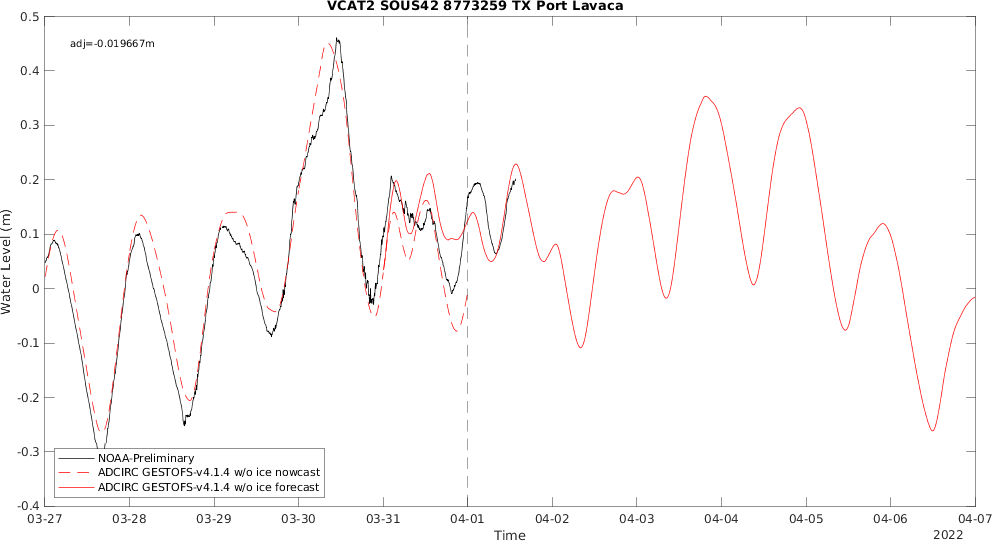 VCAT2 SOUS42 8773259 TX Port Lavaca
adj=-0.019667m
0.5
0.4
0.3
0.2
0.1
0
-0.1
-0.2
-0.3
-0.4
Water Level (m)
NOAA-Preliminary
ADCIRC GESTOFS-v4.1.4 w/o ice nowcast
ADCIRC GESTOFS-v4.1.4 w/o ice forecast
03-27 03-28 03-29 03-30 03-31 04-01 04-02 04-03 04-04 04-05 04-06 04-07
Time
2022